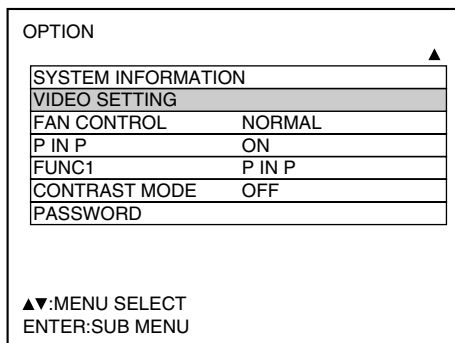 OPTION
▲
SYSTEM INFORMATION
VIDEO SETTING
FAN CONTROL NORMAL
P IN P ON
FUNC1 P IN P
CONTRAST MODE OFF
PASSWORD
▲▼:MENU SELECT
ENTER:SUB MENU